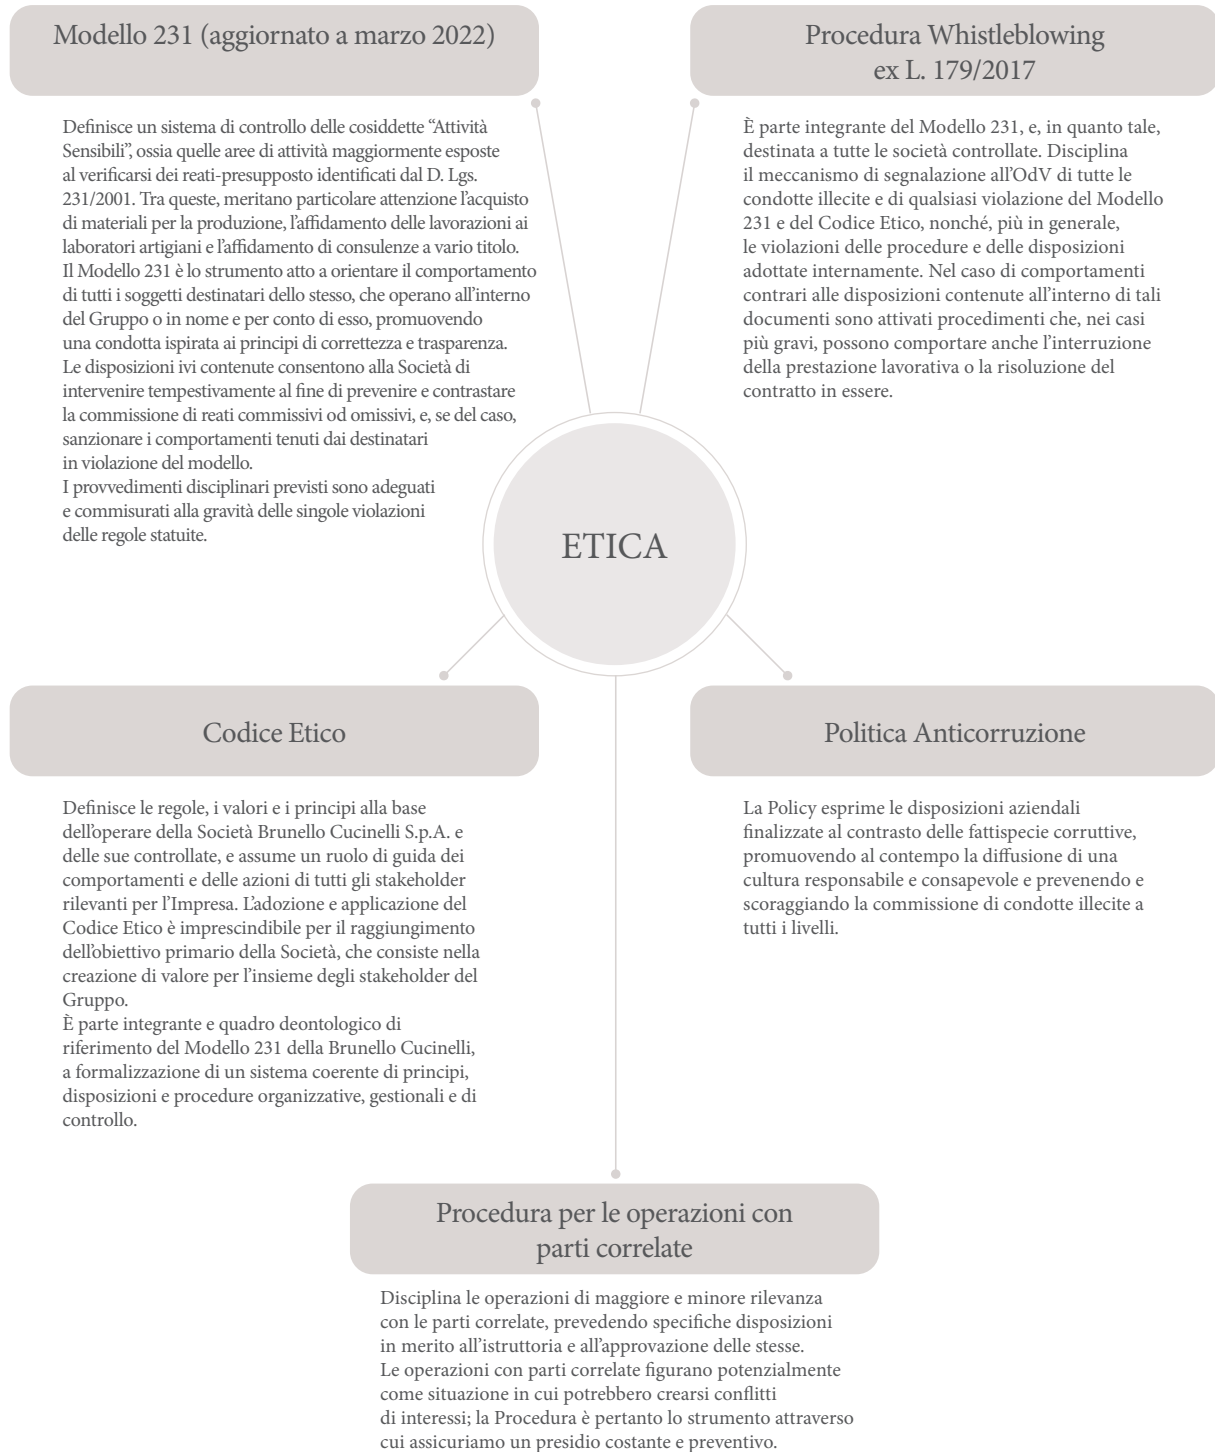 Modello 231 (aggiornato a marzo 2022)
Definisce un sistema di controllo delle cosiddette “Attività
Sensibili”, ossia quelle aree di attività maggiormente esposte
al verificarsi dei reati-presupposto identificati dal D. Lgs.
231/2001. Tra queste, meritano particolare attenzione l’acquisto
di materiali per la produzione, l’affidamento delle lavorazioni ai
laboratori artigiani e l’affidamento di consulenze a vario titolo.
Il Modello 231 è lo strumento atto a orientare il comportamento
di tutti i soggetti destinatari dello stesso, che operano all’interno
del Gruppo o in nome e per conto di esso, promuovendo
una condotta ispirata ai principi di correttezza e trasparenza.
Le disposizioni ivi contenute consentono alla Società di
intervenire tempestivamente al fine di prevenire e contrastare
la commissione di reati commissivi od omissivi, e, se del caso,
sanzionare i comportamenti tenuti dai destinatari
in violazione del modello.
I provvedimenti disciplinari previsti sono adeguati
e commisurati alla gravità delle singole violazioni
delle regole statuite.
Procedura Whistleblowing
ex L. 179/2017
È parte integrante del Modello 231, e, in quanto tale,
destinata a tutte le società controllate. Disciplina
il meccanismo di segnalazione all’OdV di tutte le
condotte illecite e di qualsiasi violazione del Modello
231 e del Codice Etico, nonché, più in generale,
le violazioni delle procedure e delle disposizioni
adottate internamente. Nel caso di comportamenti
contrari alle disposizioni contenute all’interno di tali
documenti sono attivati procedimenti che, nei casi
più gravi, possono comportare anche l’interruzione
della prestazione lavorativa o la risoluzione del
contratto in essere.
ETICA
Codice Etico
Definisce le regole, i valori e i principi alla base
dell’operare della Società Brunello Cucinelli S.p.A. e
delle sue controllate, e assume un ruolo di guida dei
comportamenti e delle azioni di tutti gli stakeholder
rilevanti per l’Impresa. L’adozione e applicazione del
Codice Etico è imprescindibile per il raggiungimento
dell’obiettivo primario della Società, che consiste nella
creazione di valore per l’insieme degli stakeholder del
Gruppo.
È parte integrante e quadro deontologico di
riferimento del Modello 231 della Brunello Cucinelli,
a formalizzazione di un sistema coerente di principi,
disposizioni e procedure organizzative, gestionali e di
controllo.
Politica Anticorruzione
La Policy esprime le disposizioni aziendali
finalizzate al contrasto delle fattispecie corruttive,
promuovendo al contempo la diffusione di una
cultura responsabile e consapevole e prevenendo e
scoraggiando la commissione di condotte illecite a
tutti i livelli.
Procedura per le operazioni con
parti correlate
Disciplina le operazioni di maggiore e minore rilevanza
con le parti correlate, prevedendo specifiche disposizioni
in merito all’istruttoria e all’approvazione delle stesse.
Le operazioni con parti correlate figurano potenzialmente
come situazione in cui potrebbero crearsi conflitti
di interessi; la Procedura è pertanto lo strumento attraverso
cui assicuriamo un presidio costante e preventivo.